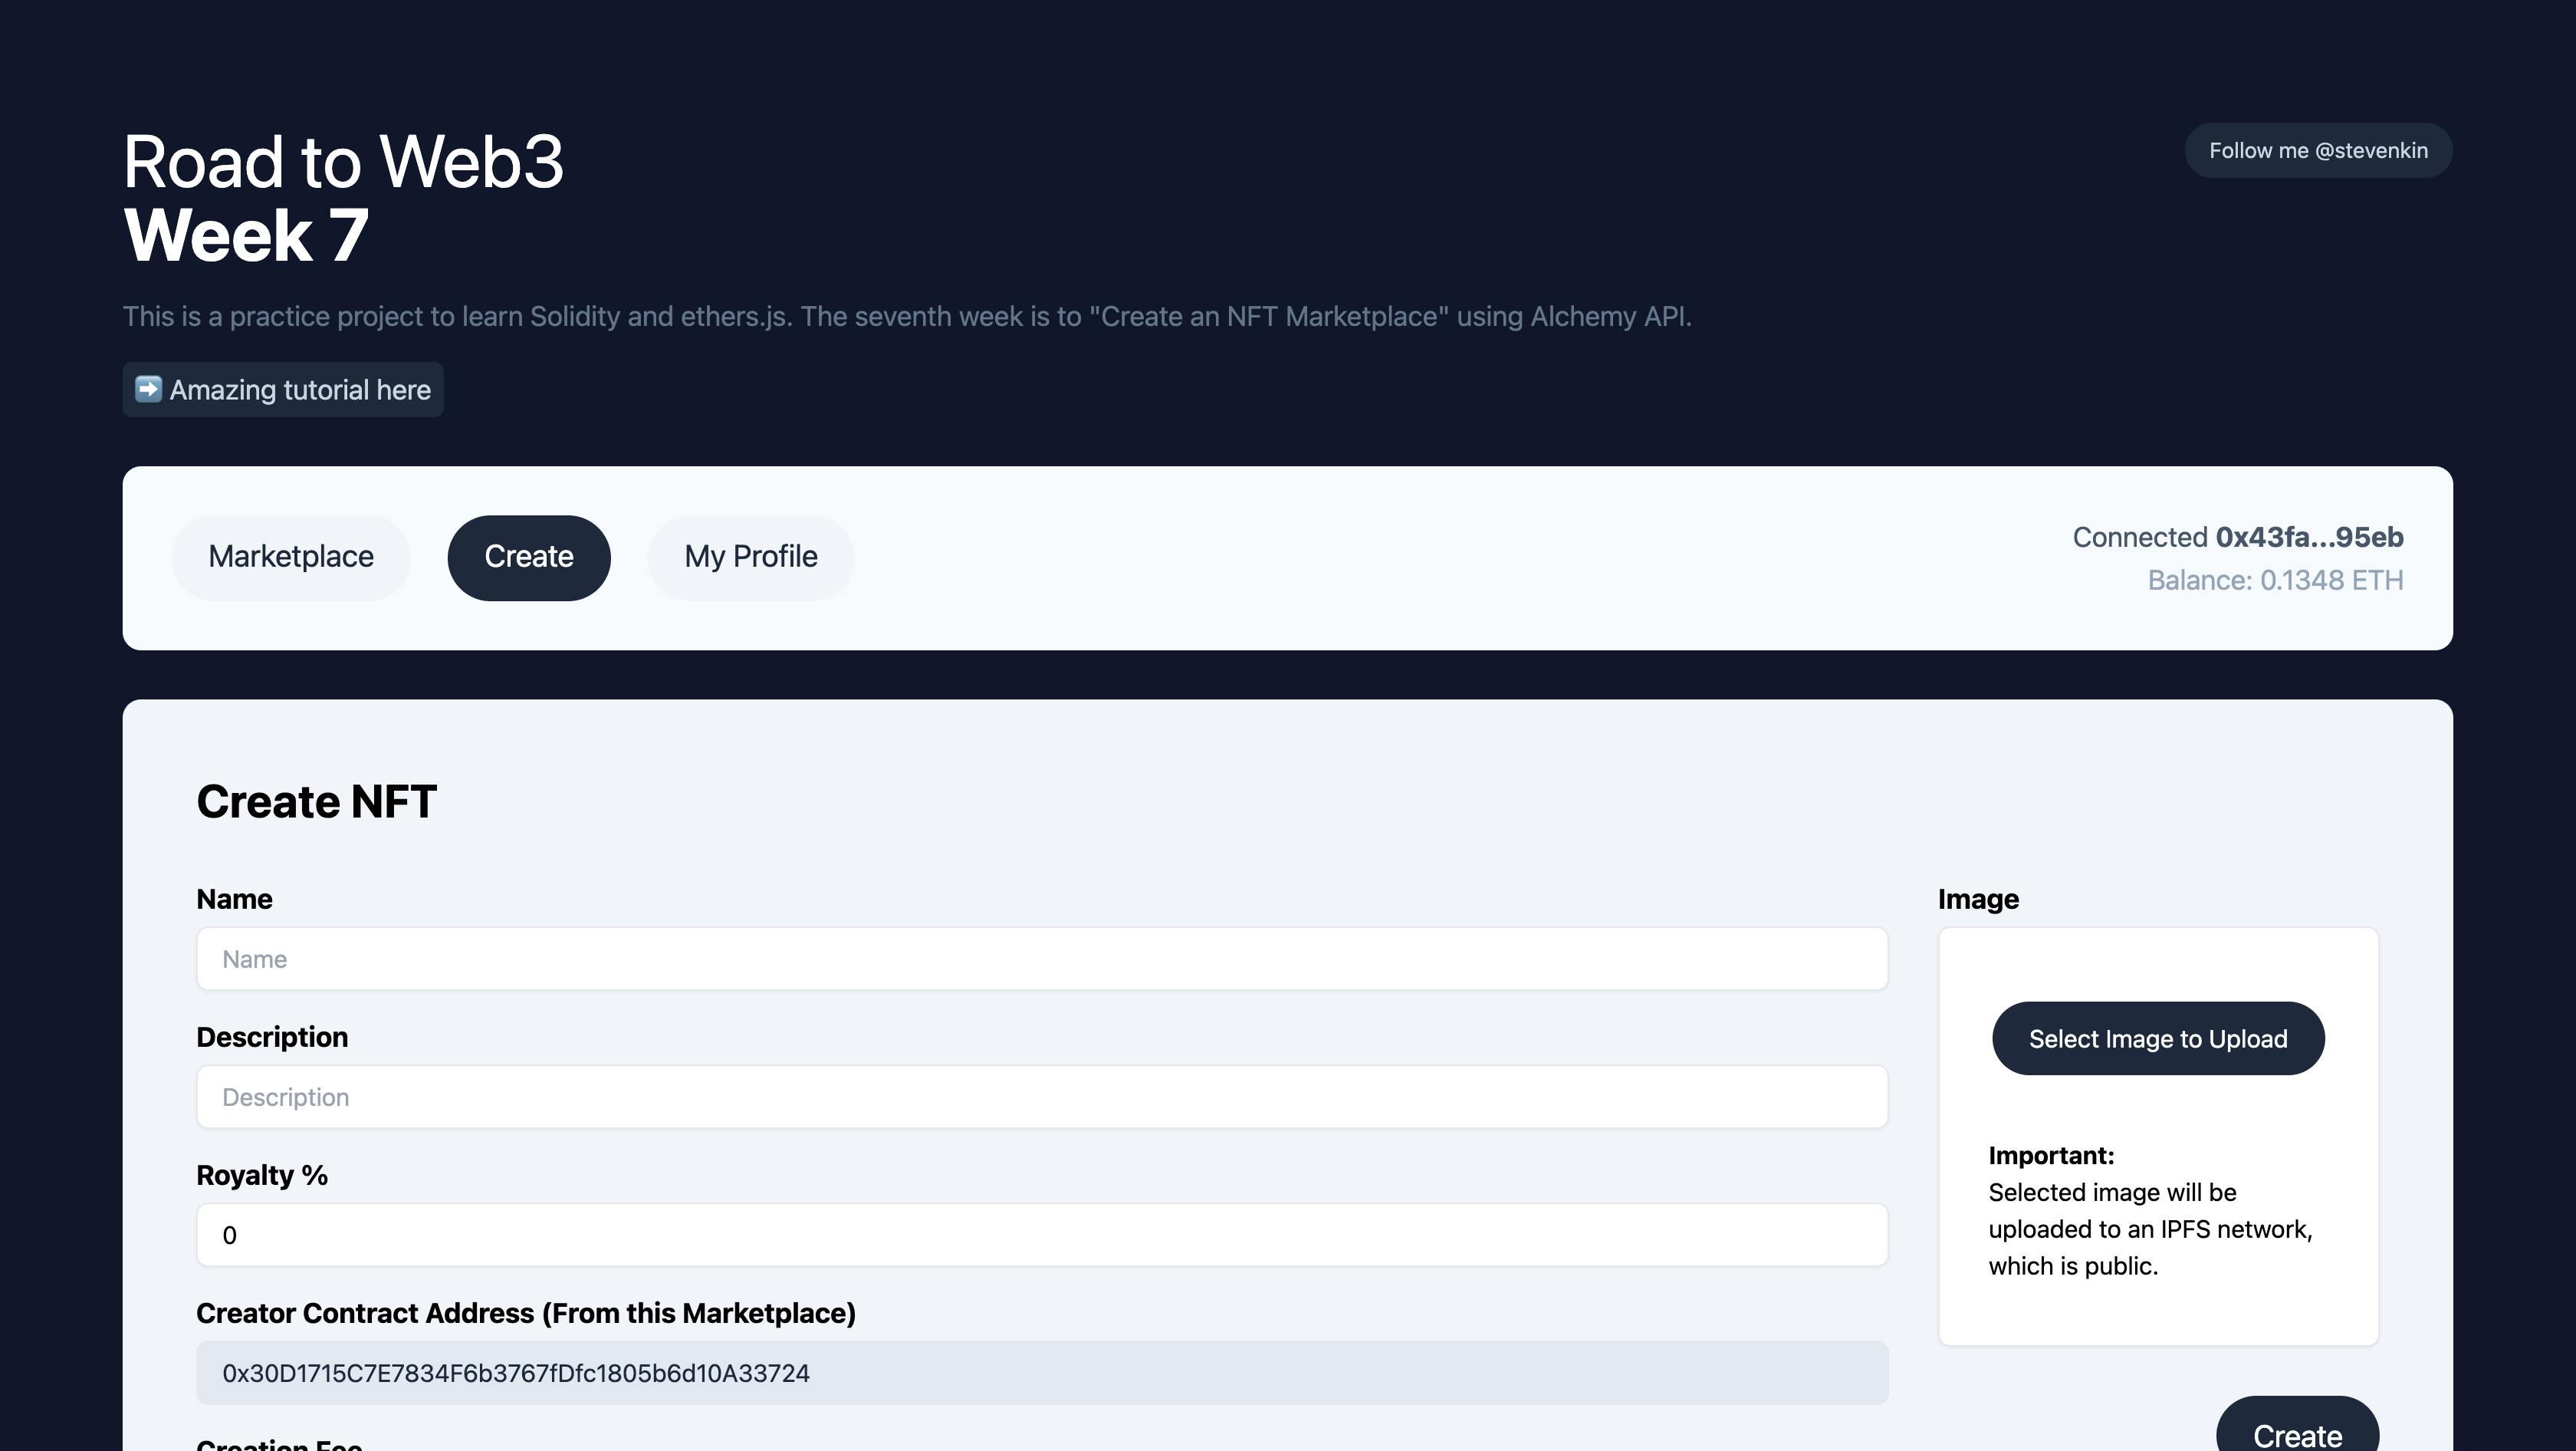 Road to Web3
Week 7
Follow me @stevenkin
This is a practice project to learn Solidity and ethers.js. The seventh week is to "Create an NFT Marketplace" using Alchemy API.
➡️ Amazing tutorial here
Marketplace
Create
My Profile
Connected 0x43fa...95eb
Balance: 0.1348 ETH
Create NFT
Name
Name
Description
Description
Royalty %
0
Creator Contract Address (From this Marketplace)
0x30D1715C7E7834F6b3767fDfc1805b6d10A33724
Creation Fee
Image
Select Image to Upload
Important:
Selected image will be
uploaded to an IPFS network,
which is public.
Create